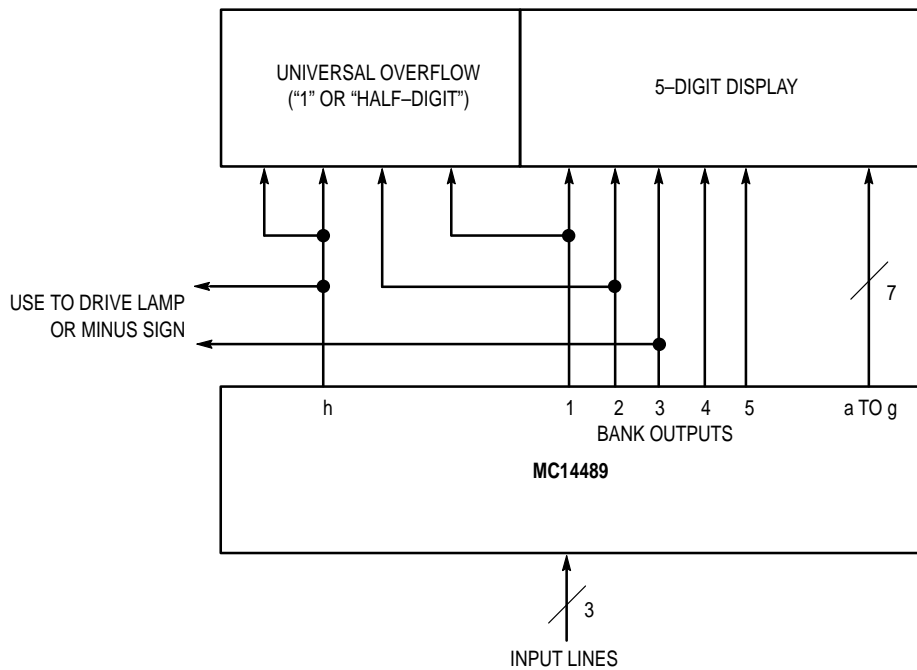 UNIVERSAL OVERFLOW
(“1” OR “HALF–DIGIT”)
5–DIGIT DISPLAY
USE TO DRIVE LAMP
OR MINUS SIGN
7
h
1 2 3 4 5
a TO g
BANK OUTPUTS
MC14489
3
INPUT LINES